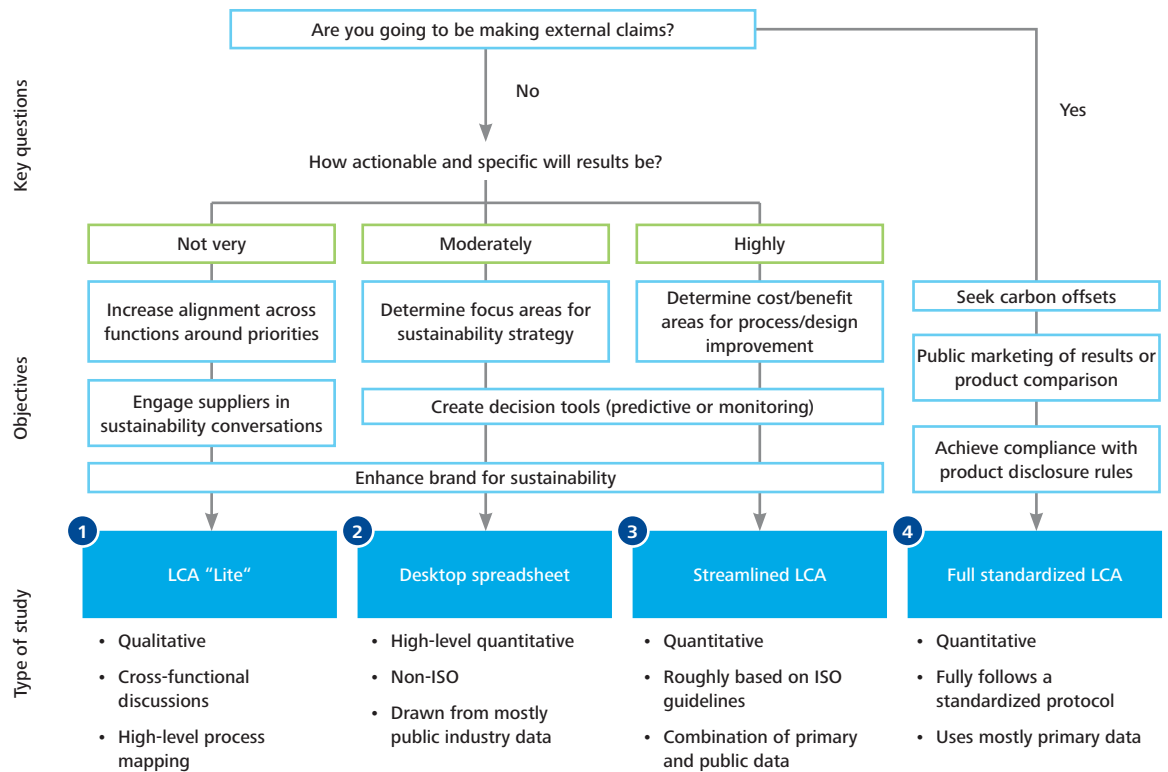 Are you going to be making external claims?
No
Yes
Key questions
How actionable and specific will results be?
Not very
Moderately
Highly
Objectives
Increase alignment across
functions around priorities
Determine focus areas for
sustainability strategy
Determine cost/benefit
areas for process/design
improvement
Seek carbon offsets
Public marketing of results or
product comparison
Engage suppliers in
sustainability conversations
Create decision tools (predictive or monitoring)
Achieve compliance with
product disclosure rules
Enhance brand for sustainability
Type of study
1
LCA “Lite“
• Qualitative
• Cross-functional
discussions
• High-level process
mapping
2
Desktop spreadsheet
• High-level quantitative
• Non-ISO
• Drawn from mostly
public industry data
3
Streamlined LCA
• Quantitative
• Roughly based on ISO
guidelines
• Combination of primary
and public data
4
Full standardized LCA
• Quantitative
• Fully follows a
standardized protocol
• Uses mostly primary data